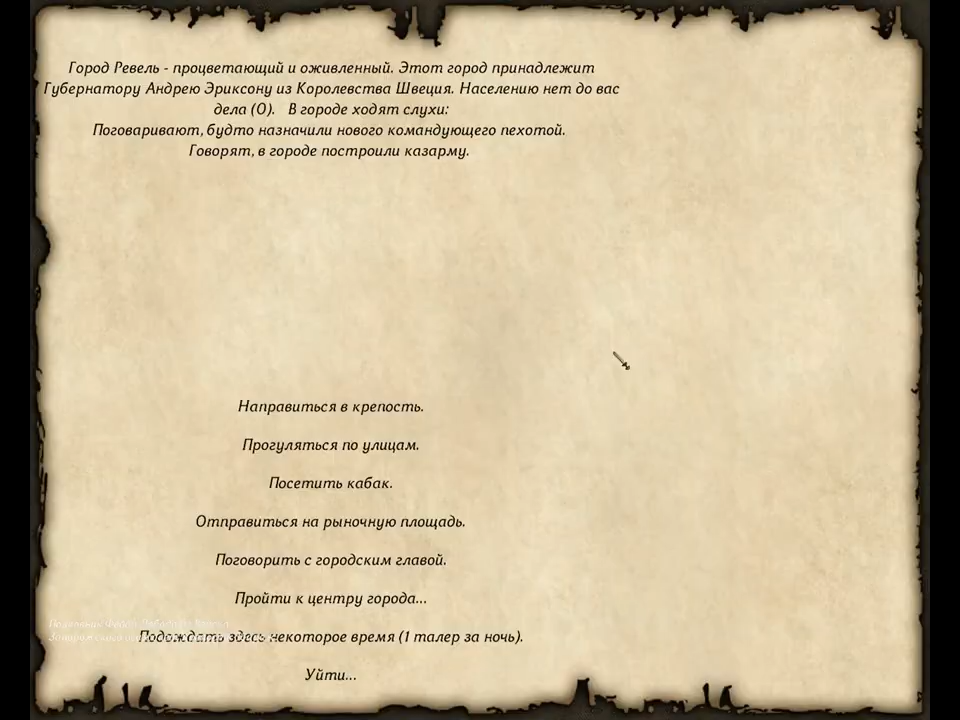 Город Ревель - процветающий и оживленный. Этот город принадлежит
Губернатору Андрею Эриксону из Королевства Швеция. Населению нет до вас
дела (0). В городе ходят слухи:
Поговаривают, будто назначили нового командующего пехотой.
Говорят, в городе построили казарму.
Направиться в крепость.
Прогуляться по улицам.
Посетить кабак.
Отправиться на рыночную площадь.
Поговорить с городским главой.
Пройти к центру города...
Подождать здесь некоторое время (1 талер за ночь).
Уйти...